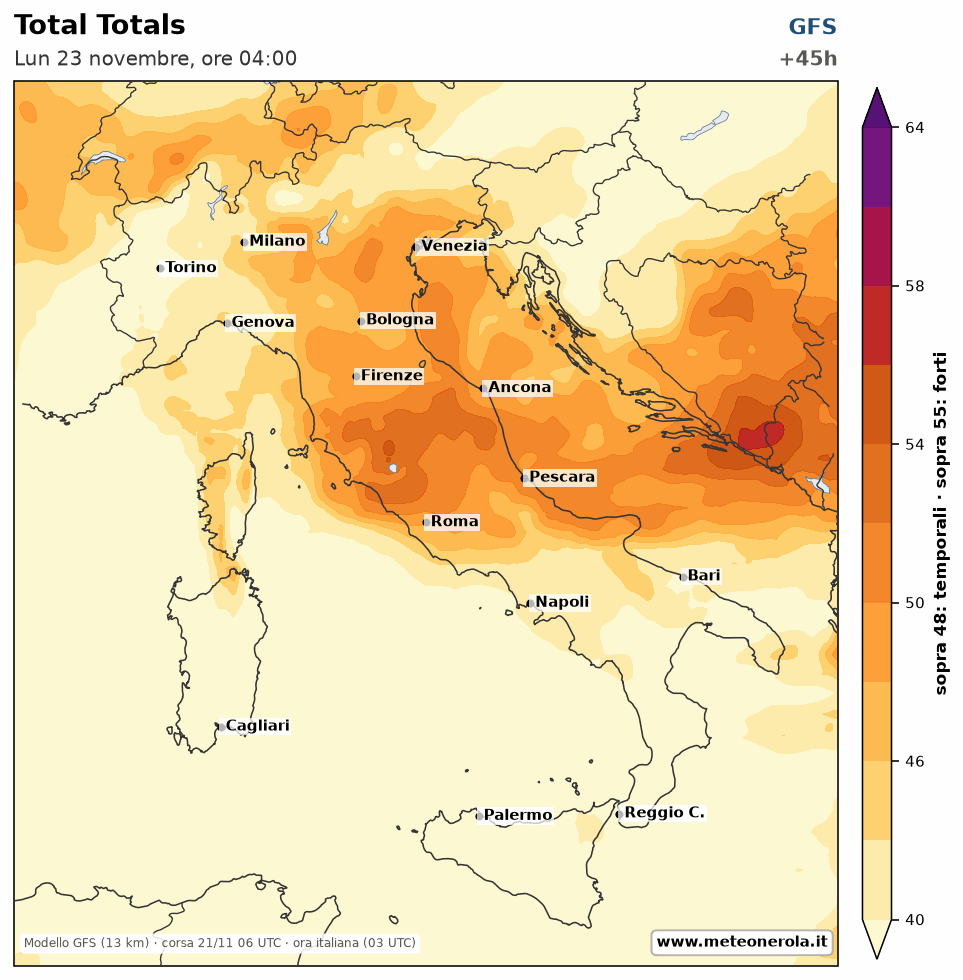 Total Totals
GFS
Lun 23 novembre, ore 04:00
+45h
64
58
54
50
46
40
sopra 48: temporali · sopra 55: forti
Milano
Venezia
Torino
Genova
Bologna
Firenze
Ancona
Pescara
Roma
Bari
Napoli
Cagliari
Palermo
Reggio C.
Modello GFS (13 km) · corsa 21/11 06 UTC · ora italiana (03 UTC)
www.meteonerola.it